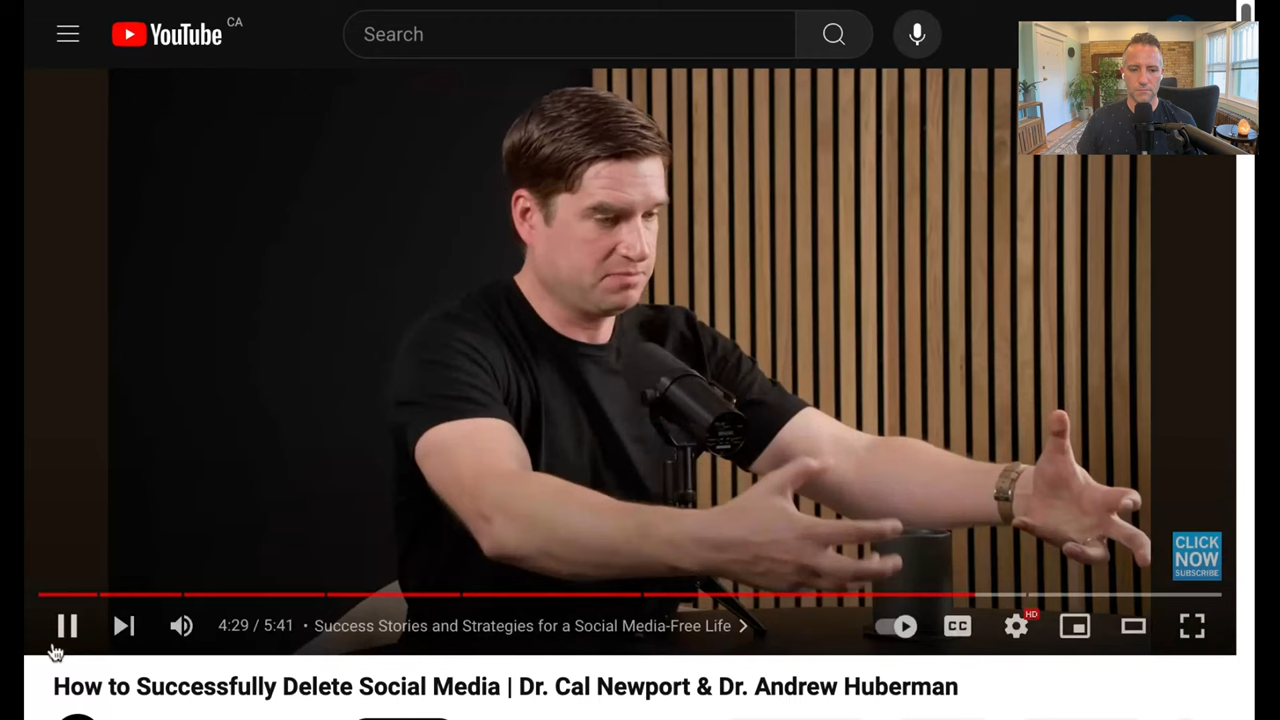 YouTube CA
Search
CLICK
NOW
SUBSCRIBE
4:29 / 5:41 • Success Stories and Strategies for a Social Media-Free Life
CC
HD
How to Successfully Delete Social Media | Dr. Cal Newport & Dr. Andrew Huberman